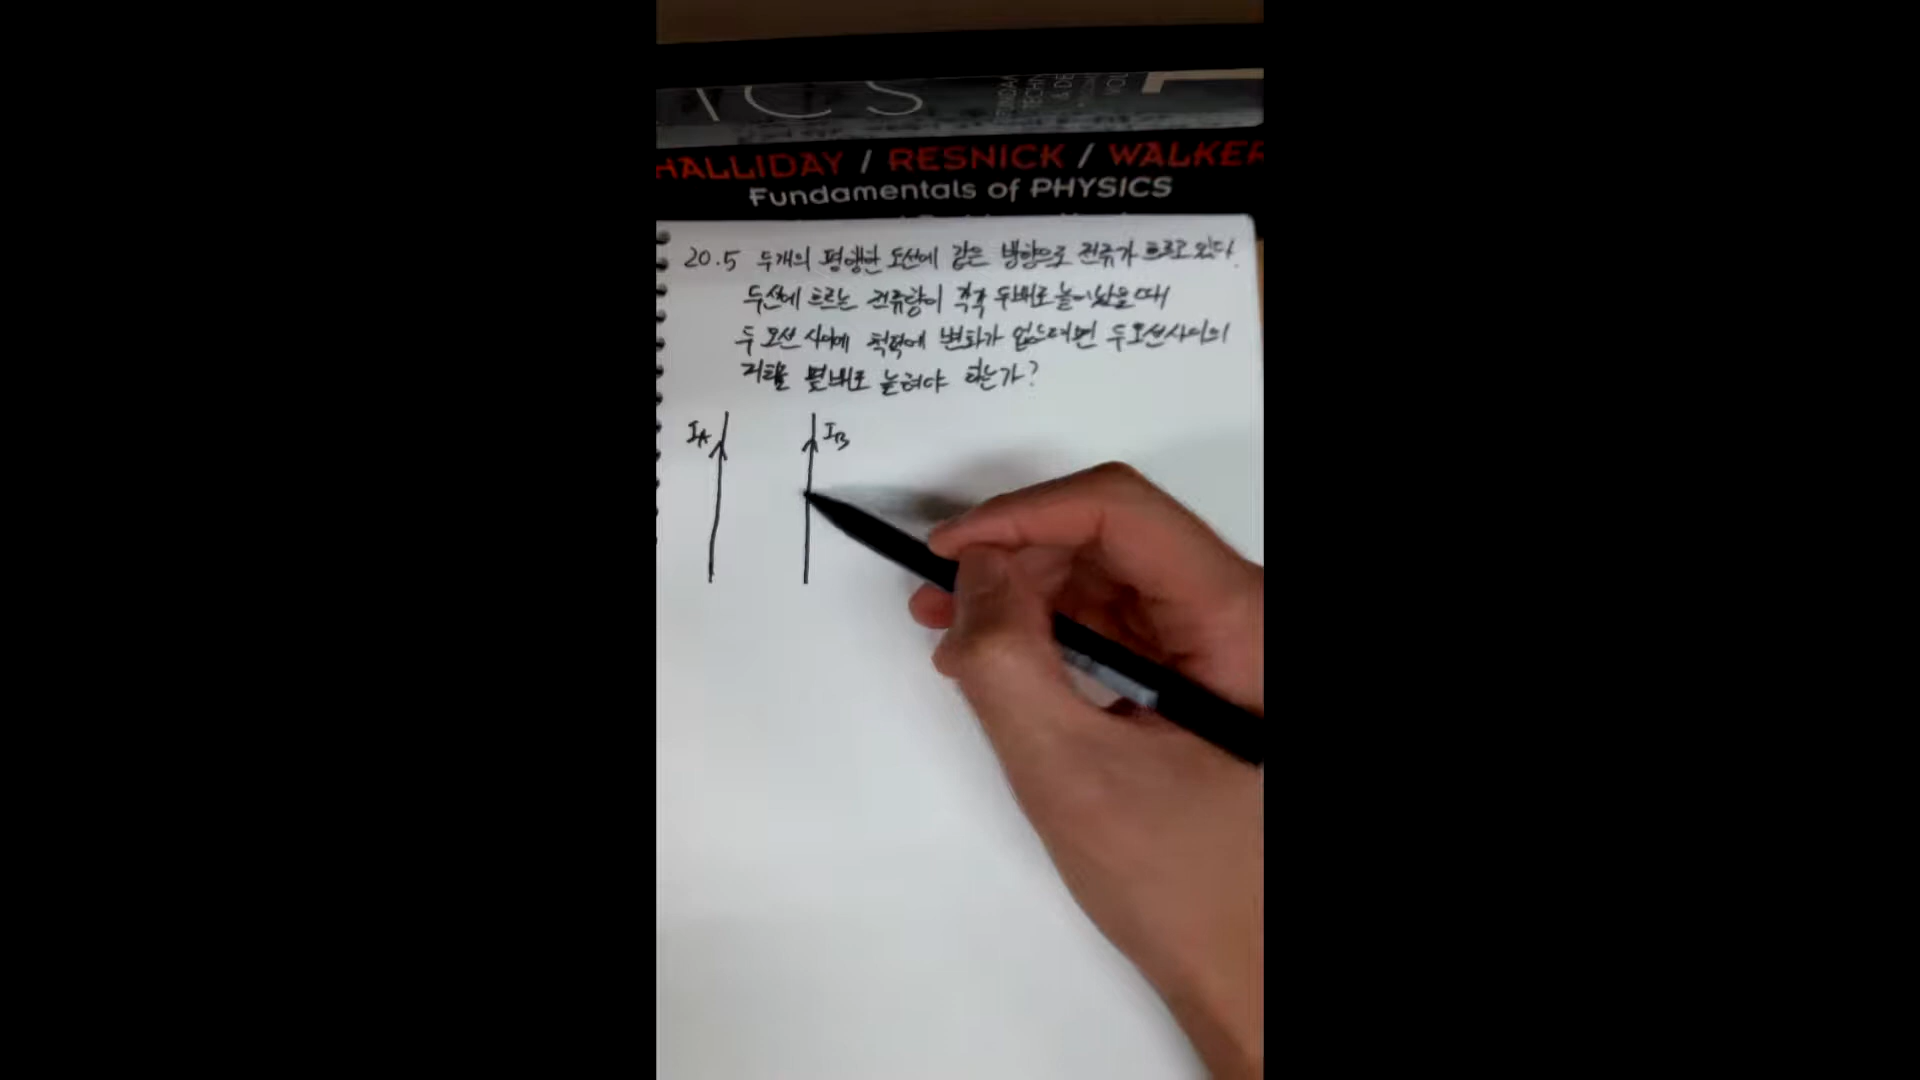 ICS
HALLIDAY / RESNICK / WALKER
Fundamentals of PHYSICS
20.5 두개의 평행한 도선에 같은 방향으로 전류가 흐르고 있다.
두선에 흐르는 전류량이 각각 두배로 늘어났을 때
두 도선 사이에 척력에 변화가 없으려면 두 도선사이의
거리를 몇배로 늘려야 하는가?
IA
IB